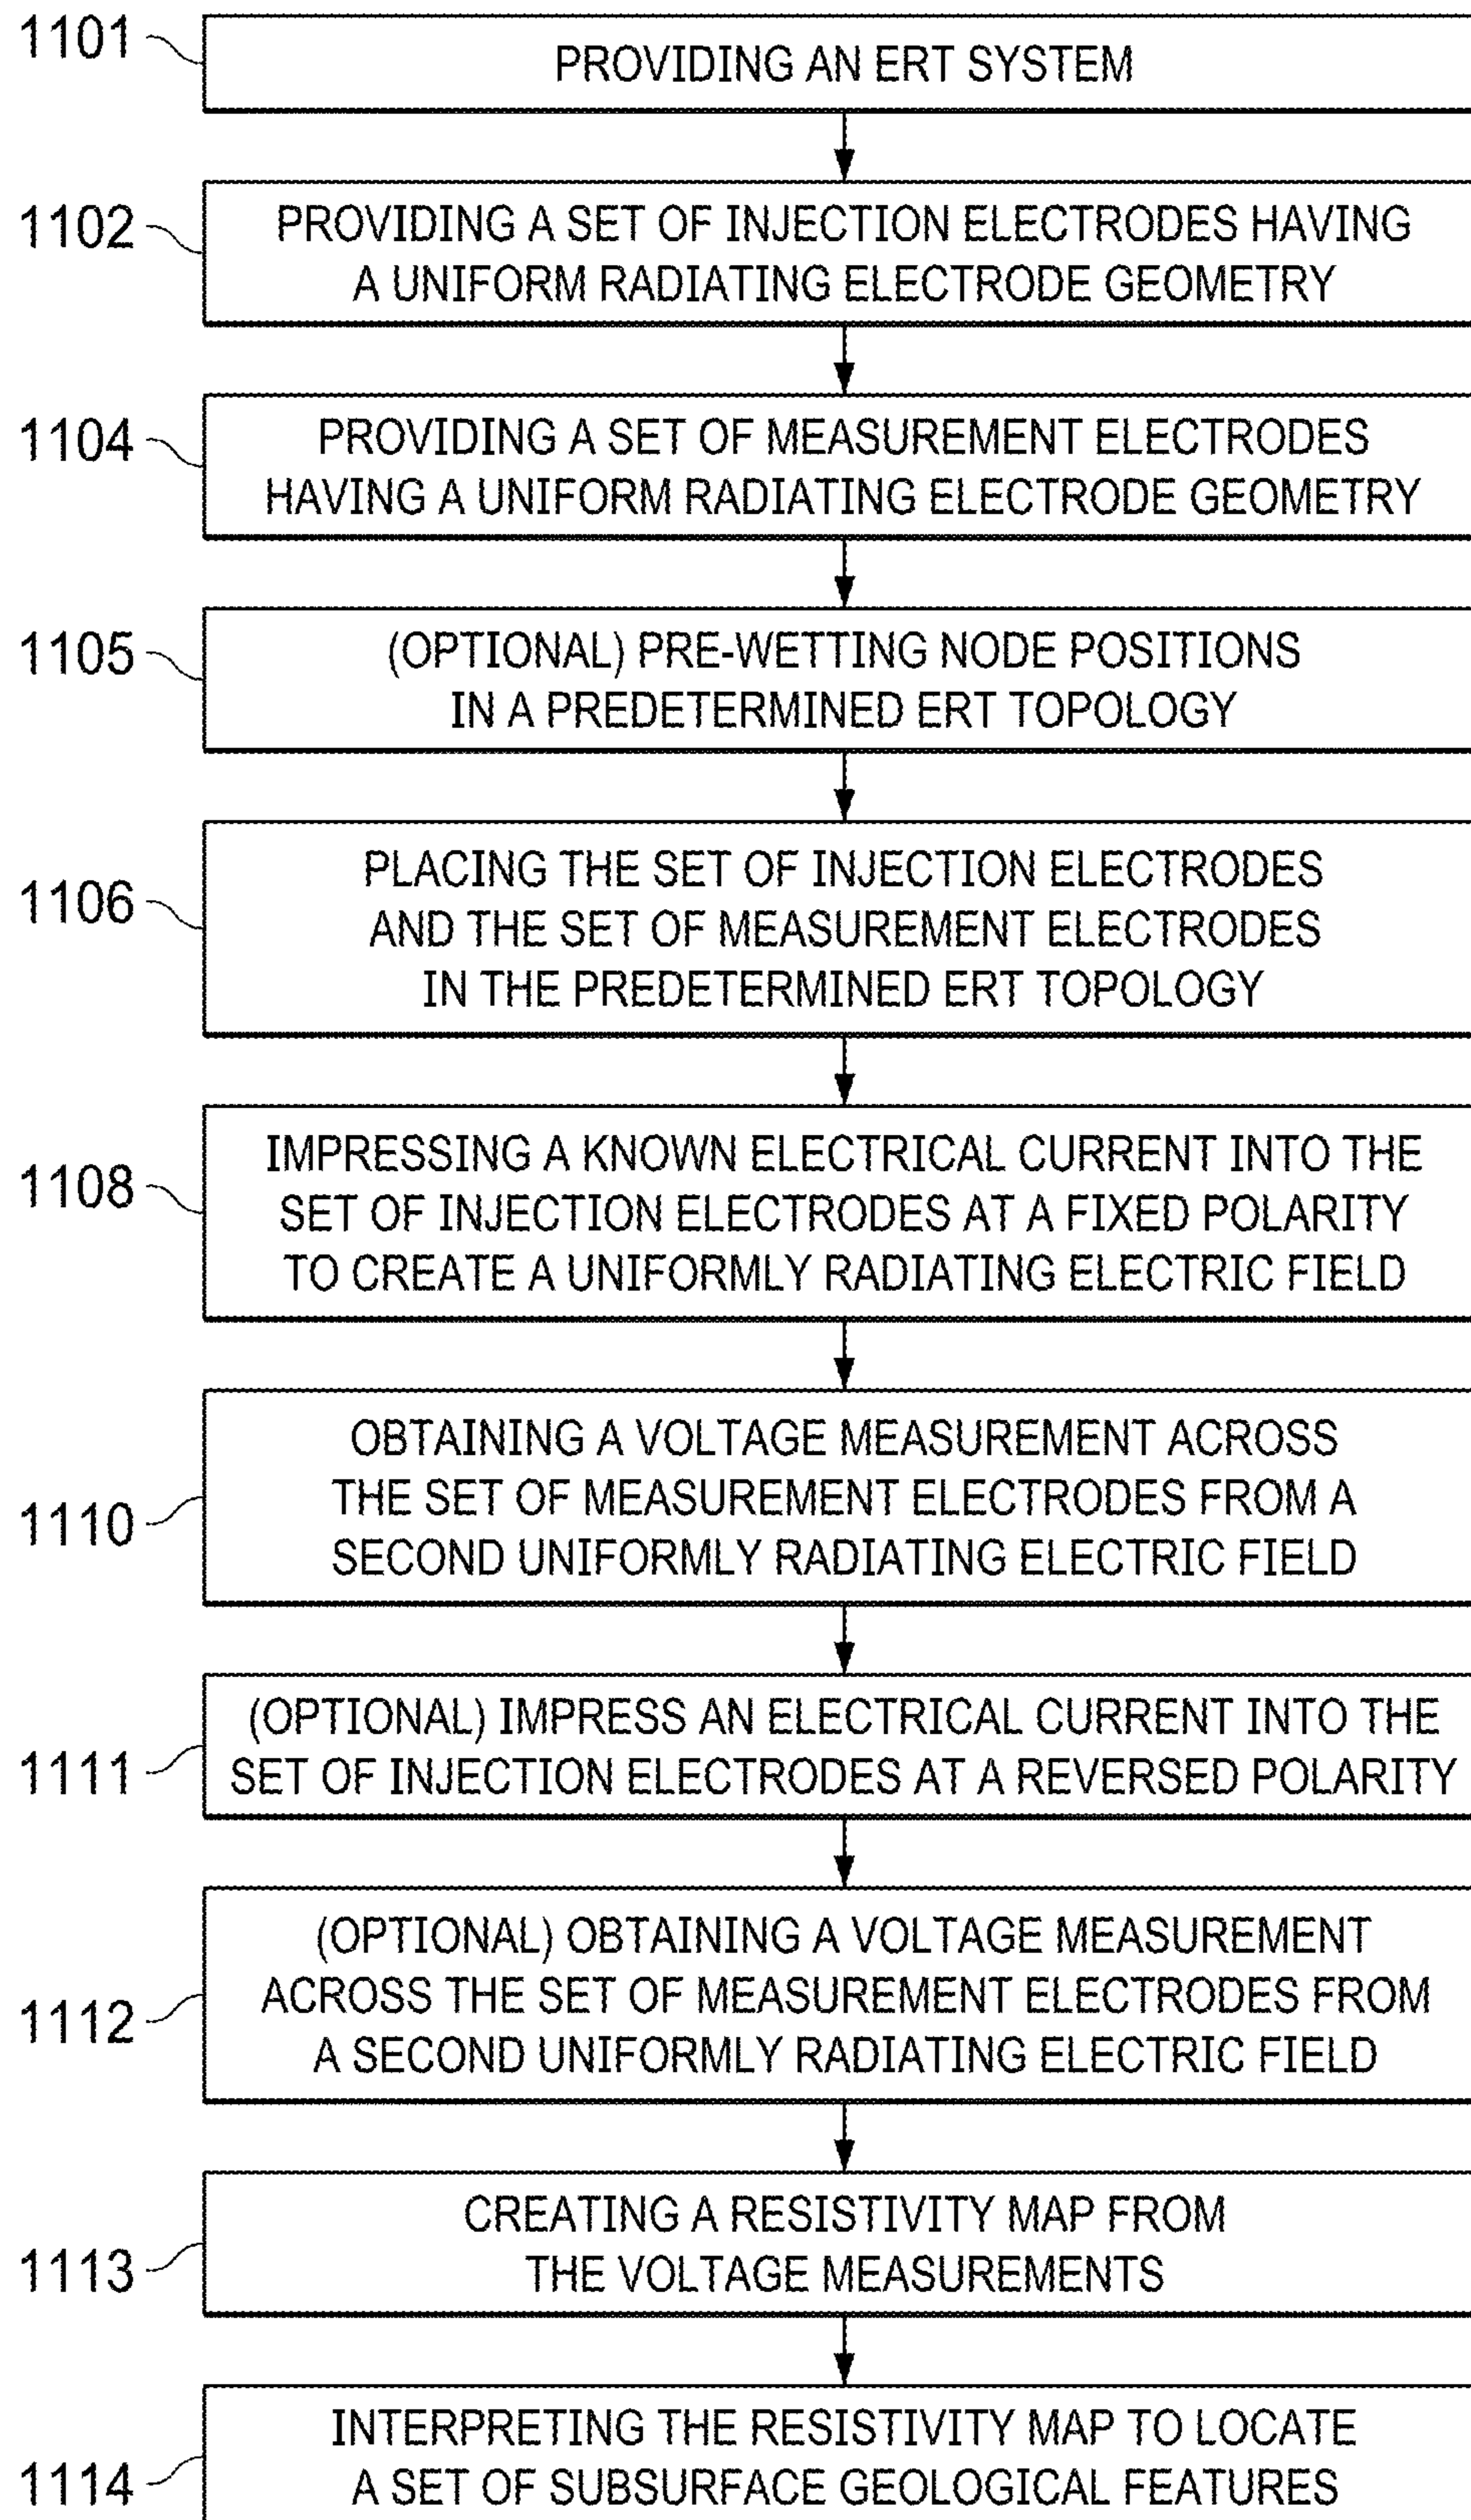 1101
PROVIDING AN ERT SYSTEM
1102
PROVIDING A SET OF INJECTION ELECTRODES HAVING
A UNIFORM RADIATING ELECTRODE GEOMETRY
1104
PROVIDING A SET OF MEASUREMENT ELECTRODES
HAVING A UNIFORM RADIATING ELECTRODE GEOMETRY
1105
(OPTIONAL) PRE-WETTING NODE POSITIONS
IN A PREDETERMINED ERT TOPOLOGY
1106
PLACING THE SET OF INJECTION ELECTRODES
AND THE SET OF MEASUREMENT ELECTRODES
IN THE PREDETERMINED ERT TOPOLOGY
1108
IMPRESSING A KNOWN ELECTRICAL CURRENT INTO THE
SET OF INJECTION ELECTRODES AT A FIXED POLARITY
TO CREATE A UNIFORMLY RADIATING ELECTRIC FIELD
1110
OBTAINING A VOLTAGE MEASUREMENT ACROSS
THE SET OF MEASUREMENT ELECTRODES FROM A
SECOND UNIFORMLY RADIATING ELECTRIC FIELD
1111
(OPTIONAL) IMPRESS AN ELECTRICAL CURRENT INTO THE
SET OF INJECTION ELECTRODES AT A REVERSED POLARITY
1112
(OPTIONAL) OBTAINING A VOLTAGE MEASUREMENT
ACROSS THE SET OF MEASUREMENT ELECTRODES FROM
A SECOND UNIFORMLY RADIATING ELECTRIC FIELD
1113
CREATING A RESISTIVITY MAP FROM
THE VOLTAGE MEASUREMENTS
1114
INTERPRETING THE RESISTIVITY MAP TO LOCATE
A SET OF SUBSURFACE GEOLOGICAL FEATURES